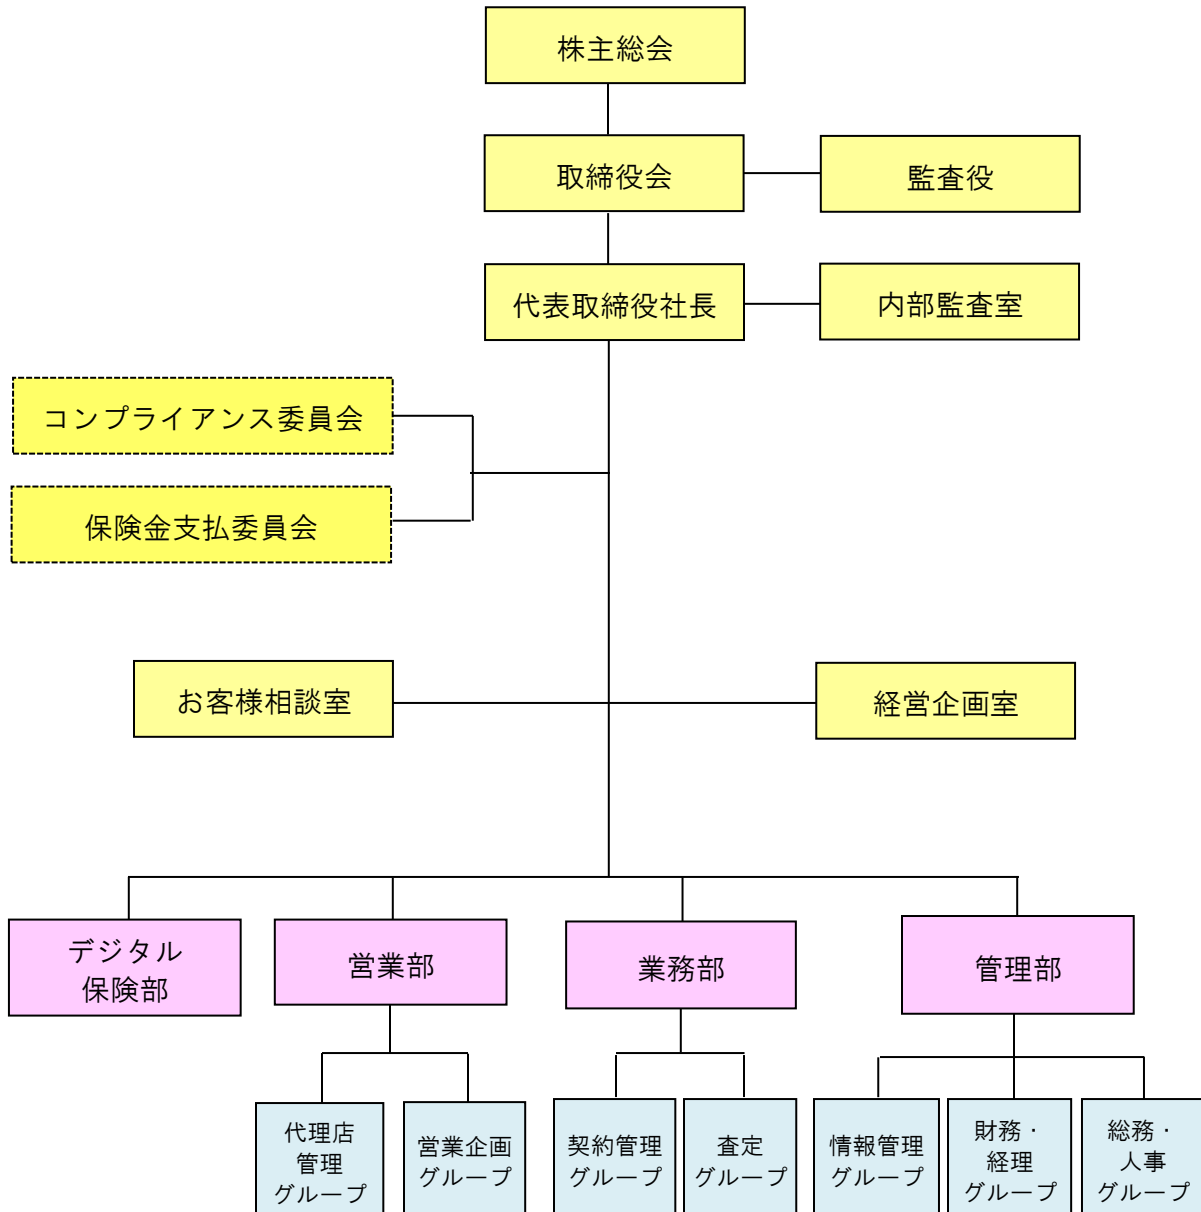 株主総会
取締役会
監査役
代表取締役社長
内部監査室
コンプライアンス委員会
保険金支払委員会
お客様相談室
経営企画室
デジタル
保険部
営業部
業務部
管理部
代理店
管理
グループ
営業企画
グループ
契約管理
グループ
査定
グループ
情報管理
グループ
財務・
経理
グループ
総務・
人事
グループ